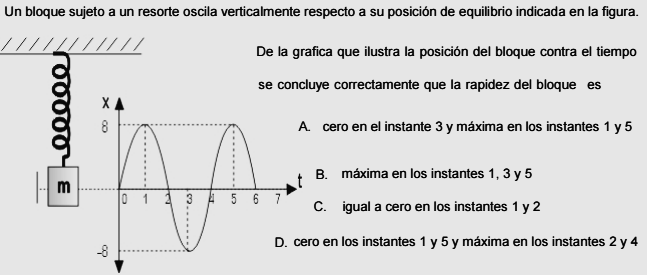 Un bloque sujeto a un resorte oscila verticalmente respecto a su posición de equilibrio indicada en la figura.
De la grafica que ilustra la posición del bloque contra el tiempo
se concluye correctamente que la rapidez del bloque es
X
8
A. cero en el instante 3 y máxima en los instantes 1 y 5
m
0 1 2 3 4 5 6 7 t
B. máxima en los instantes 1, 3 y 5
C. igual a cero en los instantes 1 y 2
-8
D. cero en los instantes 1 y 5 y máxima en los instantes 2 y 4